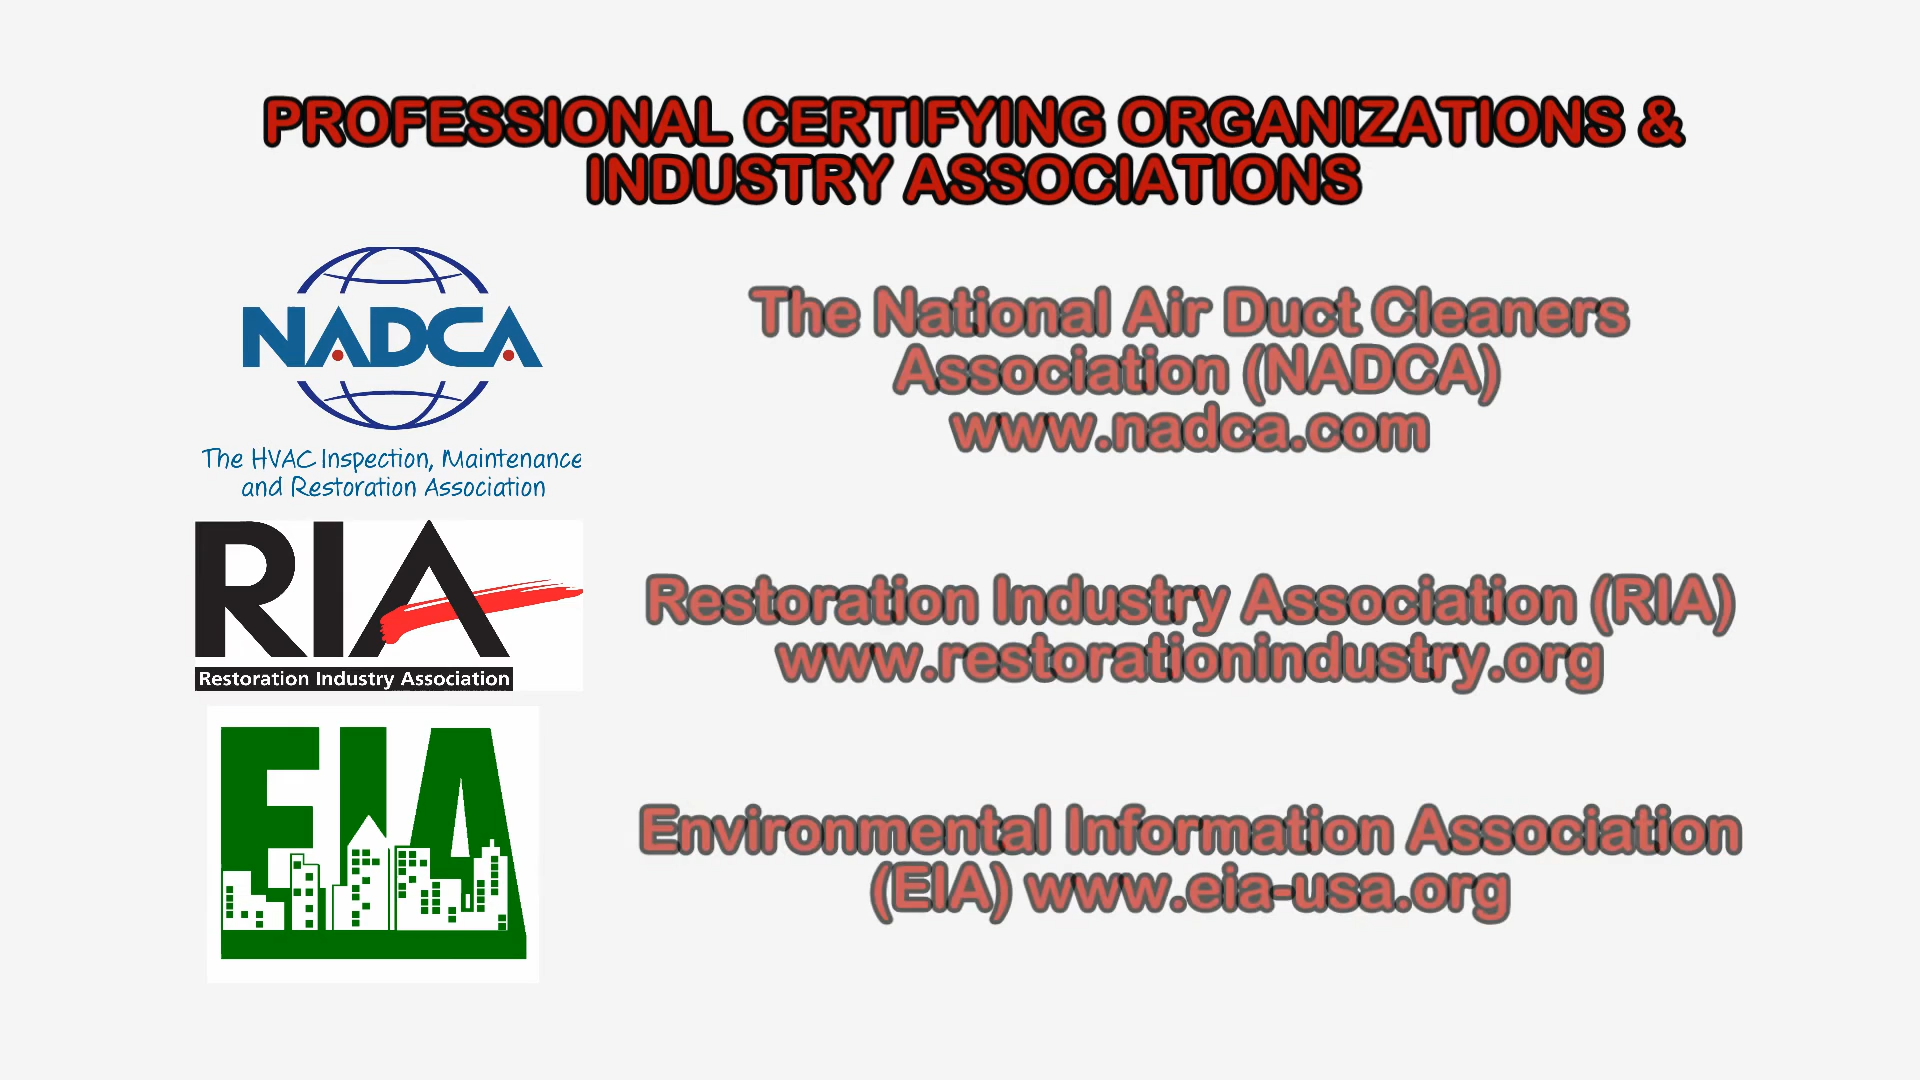 PROFESSIONAL CERTIFYING ORGANIZATIONS &
INDUSTRY ASSOCIATIONS
NADCA
The HVAC Inspection, Maintenance
and Restoration Association
The National Air Duct Cleaners
Association (NADCA)
www.nadca.com
RIA
Restoration Industry Association
Restoration Industry Association (RIA)
www.restorationindustry.org
EIA
Environmental Information Association
(EIA) www.eia-usa.org